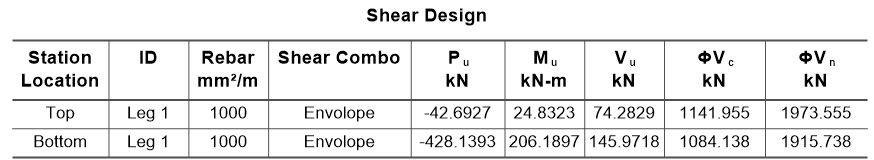 Shear Design
Station Location ID Rebar mm²/m Shear Combo Pu kN Mu kN-m Vu kN ΦVc kN ΦVn kN
Top Leg 1 1000 Envolope -42.6927 24.8323 74.2829 1141.955 1973.555
Bottom Leg 1 1000 Envolope -428.1393 206.1897 145.9718 1084.138 1915.738